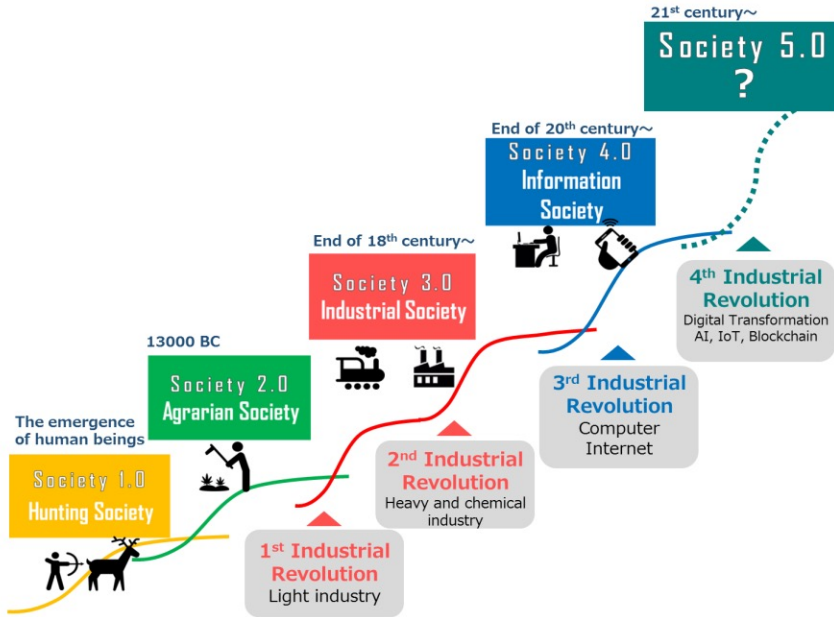 The emergence
of human beings
Society 1.0
Hunting Society
13000 BC
Society 2.0
Agrarian Society
End of 18th century～
Society 3.0
Industrial Society
End of 20th century～
Society 4.0
Information
Society
21st century～
Society 5.0
?
1st Industrial
Revolution
Light industry
2nd Industrial
Revolution
Heavy and chemical
industry
3rd Industrial
Revolution
Computer
Internet
4th Industrial
Revolution
Digital Transformation
AI, IoT, Blockchain